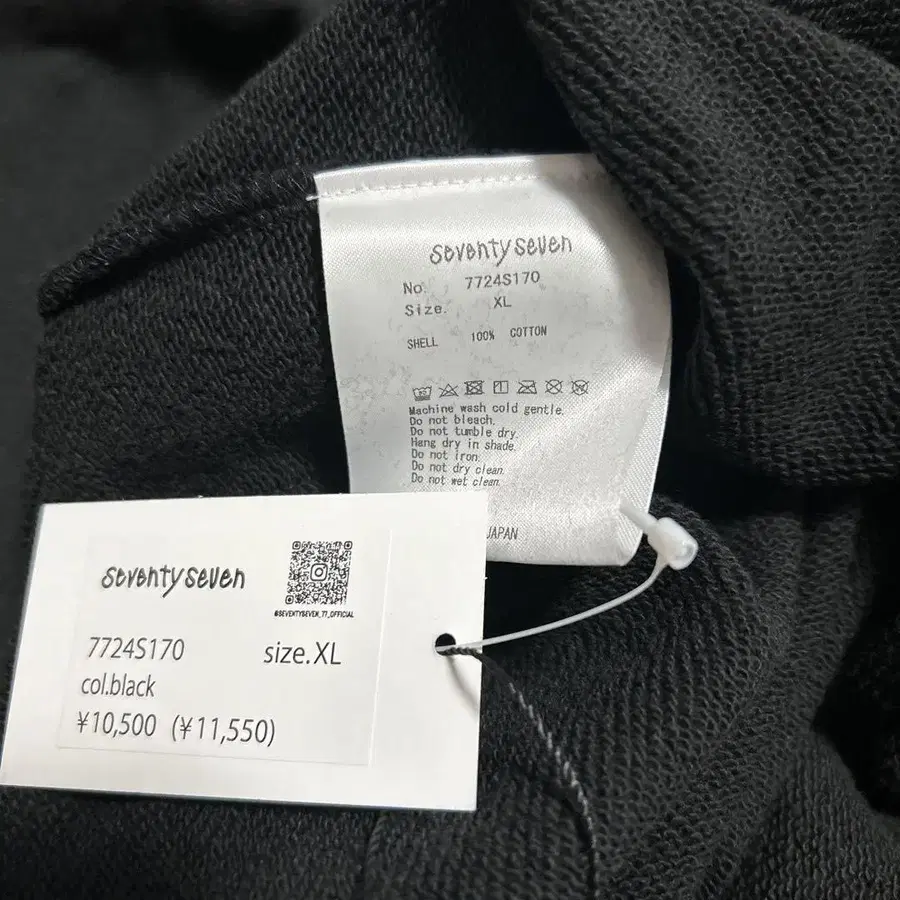 seventyseven
No. 7724S170
Size. XL
SHELL 100% COTTON
Machine wash cold gentle.
Do not bleach.
Do not tumble dry.
Hang dry in shade.
Do not iron.
Do not dry clean.
Do not wet clean.
JAPAN
seventyseven
@SEVENTYSEVEN_77_OFFICIAL
7724S170 size.XL
col.black
¥10,500 (¥11,550)